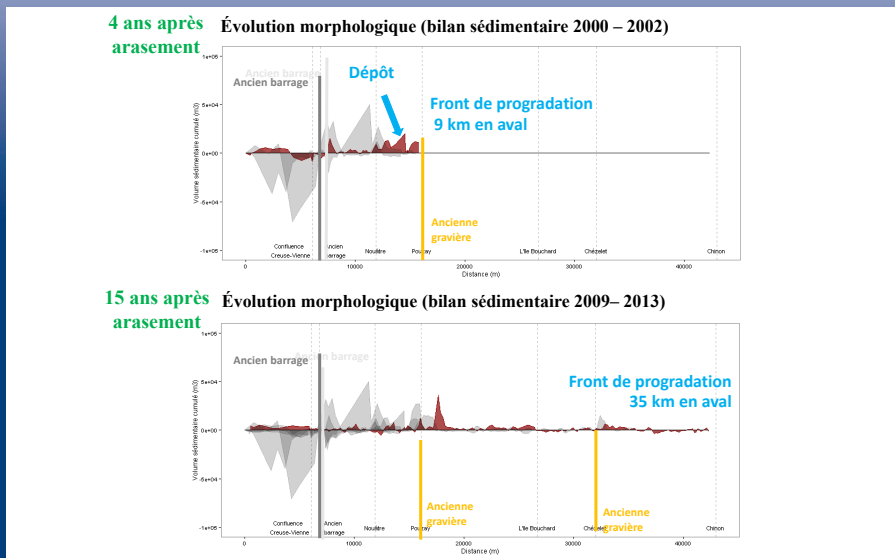 4 ans après
arasement
Évolution morphologique (bilan sédimentaire 2000 – 2002)
1e+05
Ancien barrage
Ancien barrage
Dépôt
Front de progradation
9 km en aval
5e+04
0e+00
-5e+04
-1e+05
Volume sédimentaire cumulé (m3)
Ancienne
gravière
Confluence
Creuse-Vienne
Ancien
barrage
Nouâtre
Pouzay
L'Ile Bouchard
Chézelet
Chinon
0
10000
20000
30000
40000
Distance (m)
15 ans après
arasement
Évolution morphologique (bilan sédimentaire 2009– 2013)
1e+05
Ancien barrage
Ancien barrage
Front de progradation
35 km en aval
5e+04
0e+00
-5e+04
-1e+05
Volume sédimentaire cumulé (m3)
Ancienne
gravière
Ancienne
gravière
Confluence
Creuse-Vienne
Ancien
barrage
Nouâtre
Pouzay
L'Ile Bouchard
Chézelet
Chinon
0
10000
20000
30000
40000
Distance (m)